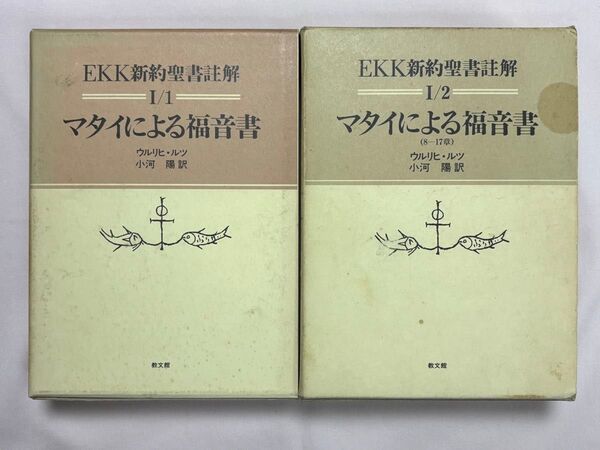 EKK新約聖書註解
I/1
マタイによる福音書
ウルリヒ・ルツ
小河 陽訳
教文館
EKK新約聖書註解
I/2
マタイによる福音書
(8—17章)
ウルリヒ・ルツ
小河 陽訳
教文館